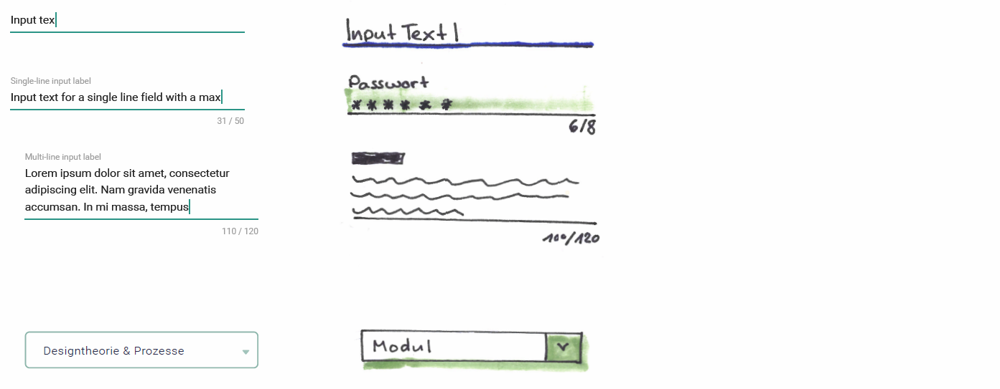 Input tex
Single-line input label
Input text for a single line field with a max
31 / 50
Multi-line input label
Lorem ipsum dolor sit amet, consectetur
adipiscing elit. Nam gravida venenatis
accumsan. In mi massa, tempus
110 / 120
Designtheorie & Prozesse
Input Text
Passwort
******
6/8
100/120
Modul